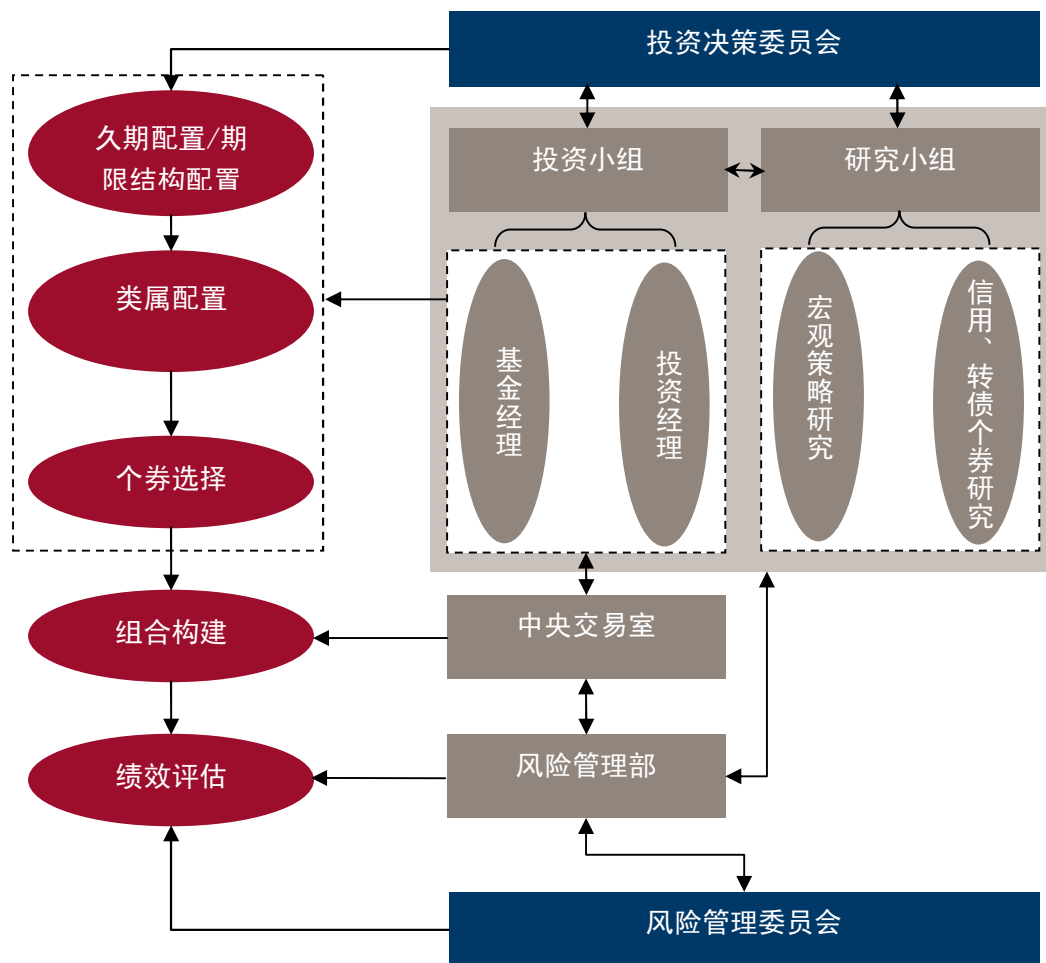 投资决策委员会
久期配置/期
限结构配置
类属配置
个券选择
组合构建
绩效评估
投资小组
研究小组
基金经理
投资经理
宏观策略研究
信用、转债个券研究
中央交易室
风险管理部
风险管理委员会